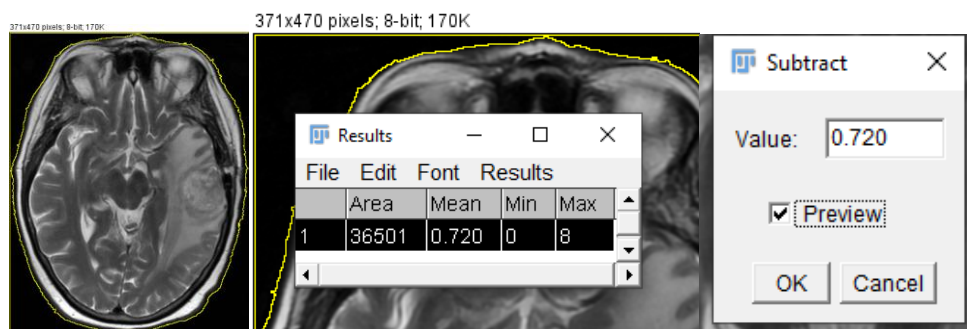 371x470 pixels; 8-bit; 170K
371x470 pixels; 8-bit; 170K
Results
File Edit Font Results
Area Mean Min Max
1 36501 0.720 0 8
Subtract
Value: 0.720
Preview
OK Cancel